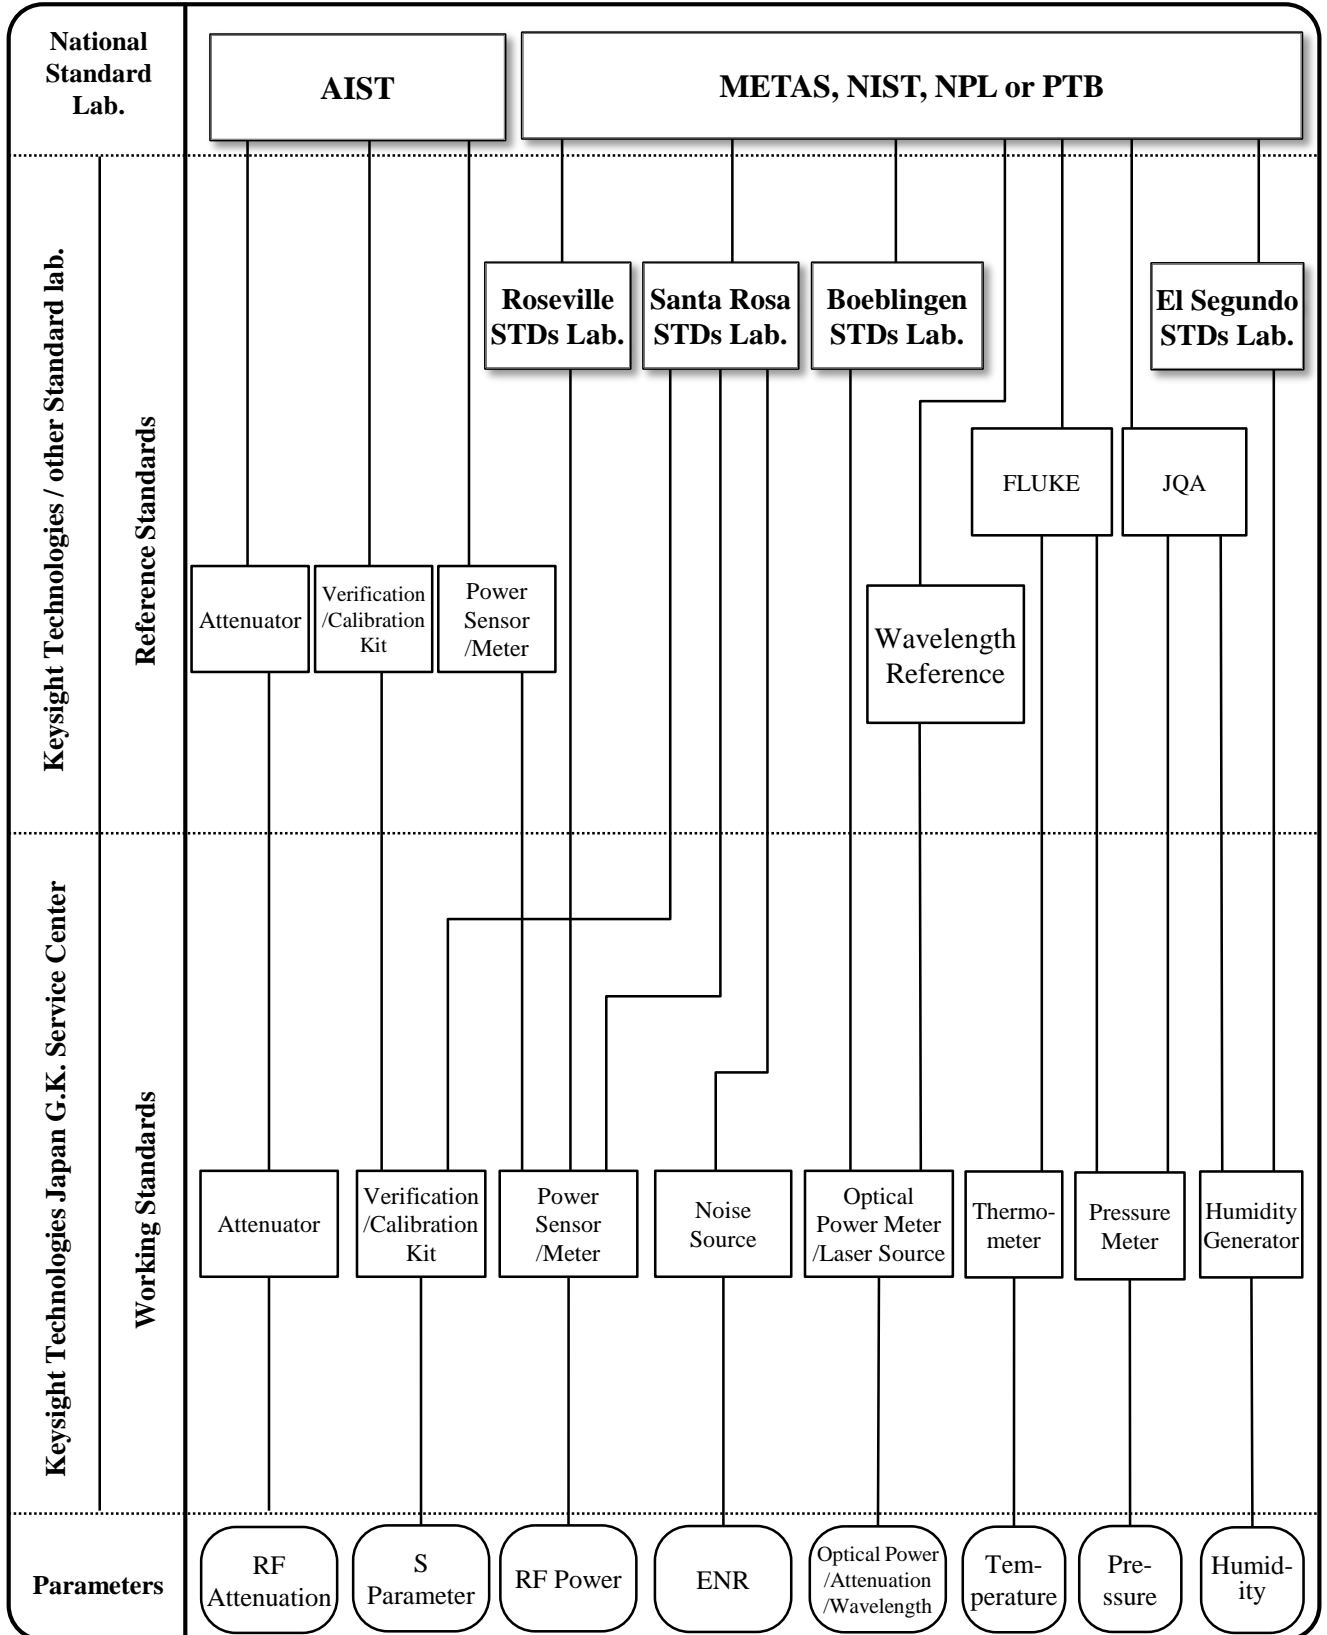 National
Standard
Lab.
AIST
METAS, NIST, NPL or PTB
Keysight Technologies / other Standard lab.
Reference Standards
Roseville
STDs Lab.
Santa Rosa
STDs Lab.
Boeblingen
STDs Lab.
El Segundo
STDs Lab.
FLUKE
JQA
Attenuator
Verification
/Calibration
Kit
Power
Sensor
/Meter
Wavelength
Reference
Keysight Technologies Japan G.K. Service Center
Working Standards
Attenuator
Verification
/Calibration
Kit
Power
Sensor
/Meter
Noise
Source
Optical
Power Meter
/Laser Source
Thermo-
meter
Pressure
Meter
Humidity
Generator
Parameters
RF
Attenuation
S
Parameter
RF Power
ENR
Optical Power
/Attenuation
/Wavelength
Tem-
perature
Pre-
ssure
Humid-
ity